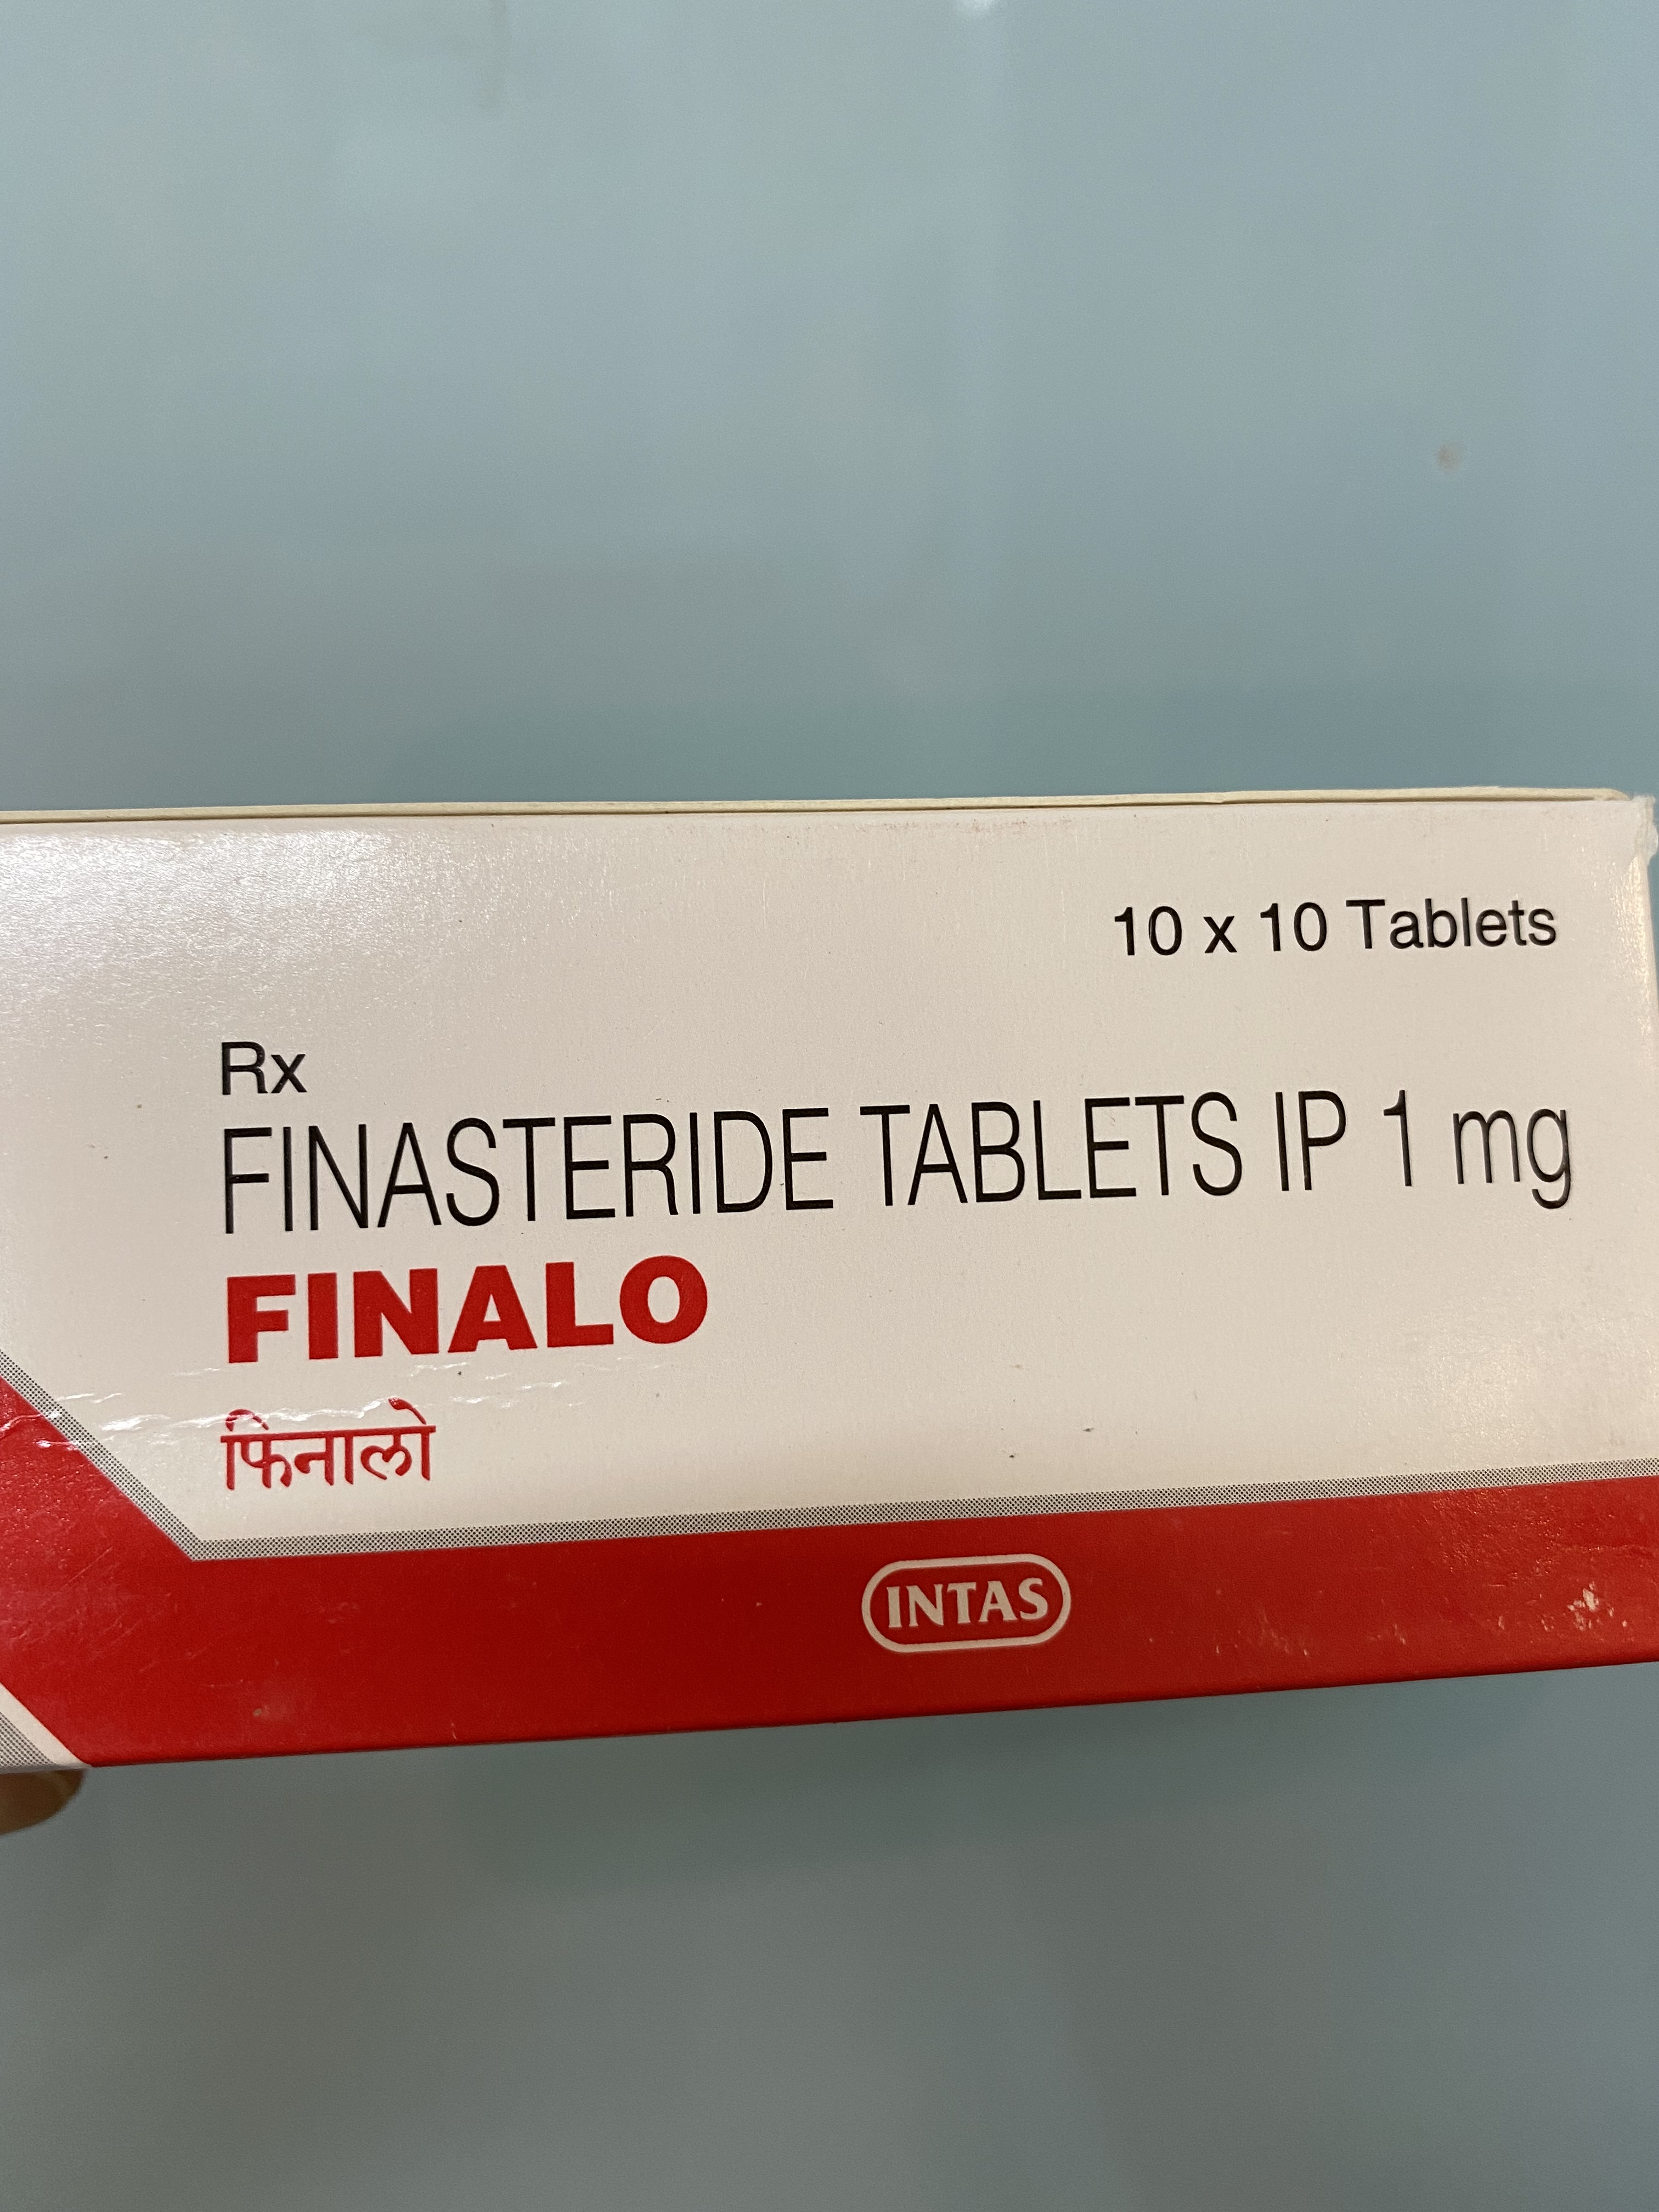 10 x 10 Tablets
Rx
FINASTERIDE TABLETS IP 1 mg
FINALO
फिनालो
INTAS